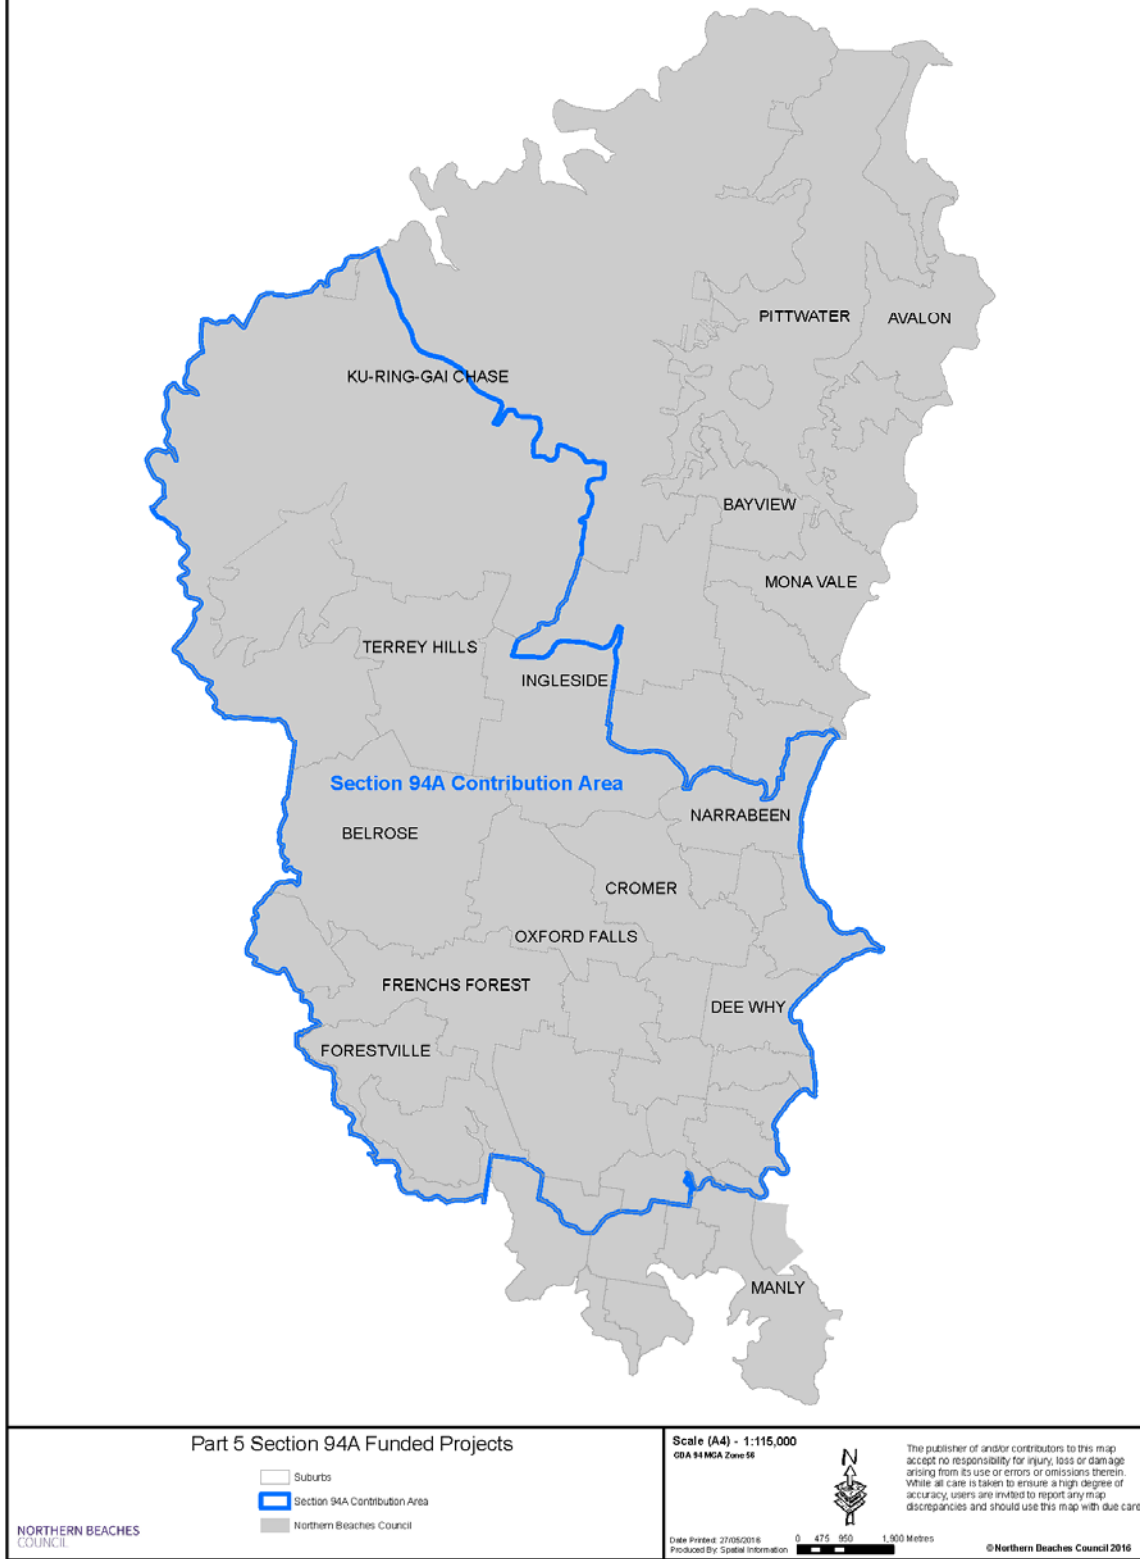 PITTWATER
AVALON
KU-RING-GAI CHASE
BAYVIEW
MONA VALE
TERREY HILLS
INGLESIDE
Section 94A Contribution Area
NARRABEEN
BELROSE
CROMER
OXFORD FALLS
FRENCHS FOREST
DEE WHY
FORESTVILLE
MANLY
Part 5 Section 94A Funded Projects
Suburbs
Section 94A Contribution Area
Northern Beaches Council
NORTHERN BEACHES
COUNCIL
Scale (A4) - 1:115,000
GDA 94 MGA Zone 56
N
Date Printed: 27/05/2016
Produced By: Spatial Information
0 475 950 1,900 Metres
The publisher of and/or contributors to this map
accept no responsibility for injury, loss or damage
arising from its use or errors or omissions therein.
While all care is taken to ensure a high degree of
accuracy, users are invited to report any map
discrepancies and should use this map with due care
© Northern Beaches Council 2016